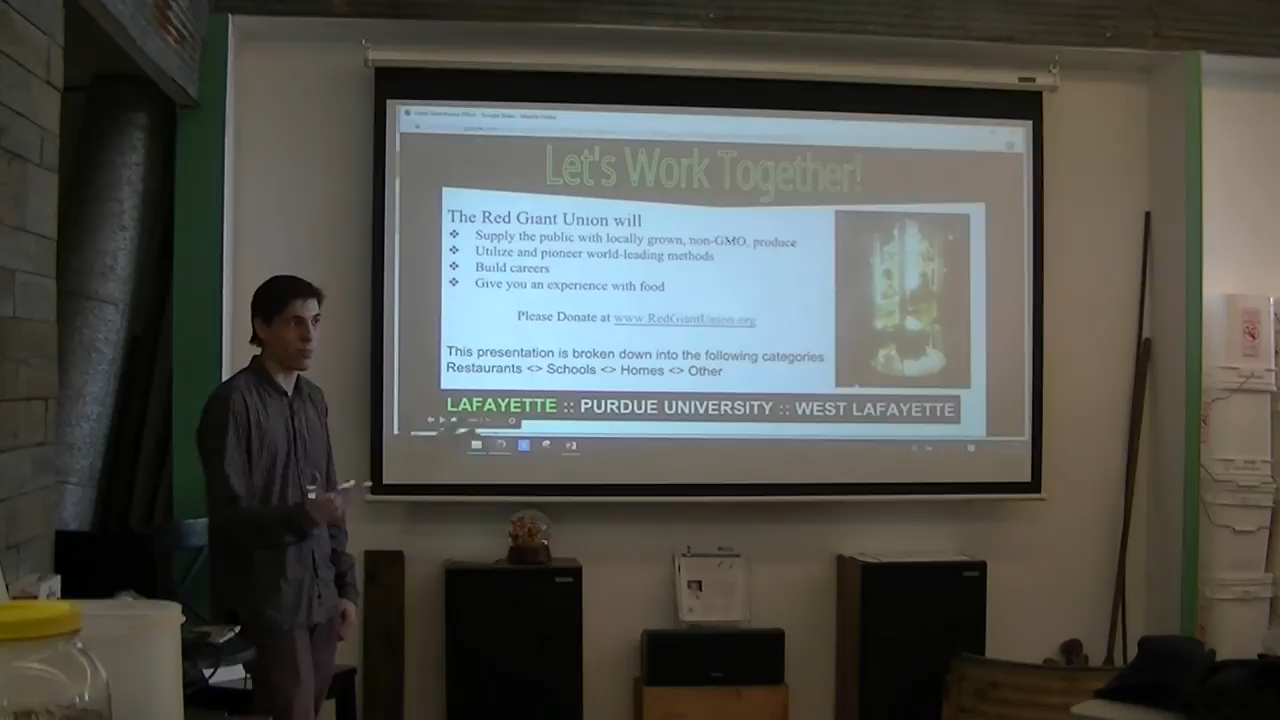 Let's Work Together!
The Red Giant Union will
❖ Supply the public with locally grown, non-GMO, produce
❖ Utilize and pioneer world-leading methods
❖ Build careers
❖ Give you an experience with food
Please Donate at www.RedGiantUnion.org
This presentation is broken down into the following categories
Restaurants <> Schools <> Homes <> Other
LAFAYETTE :: PURDUE UNIVERSITY :: WEST LAFAYETTE